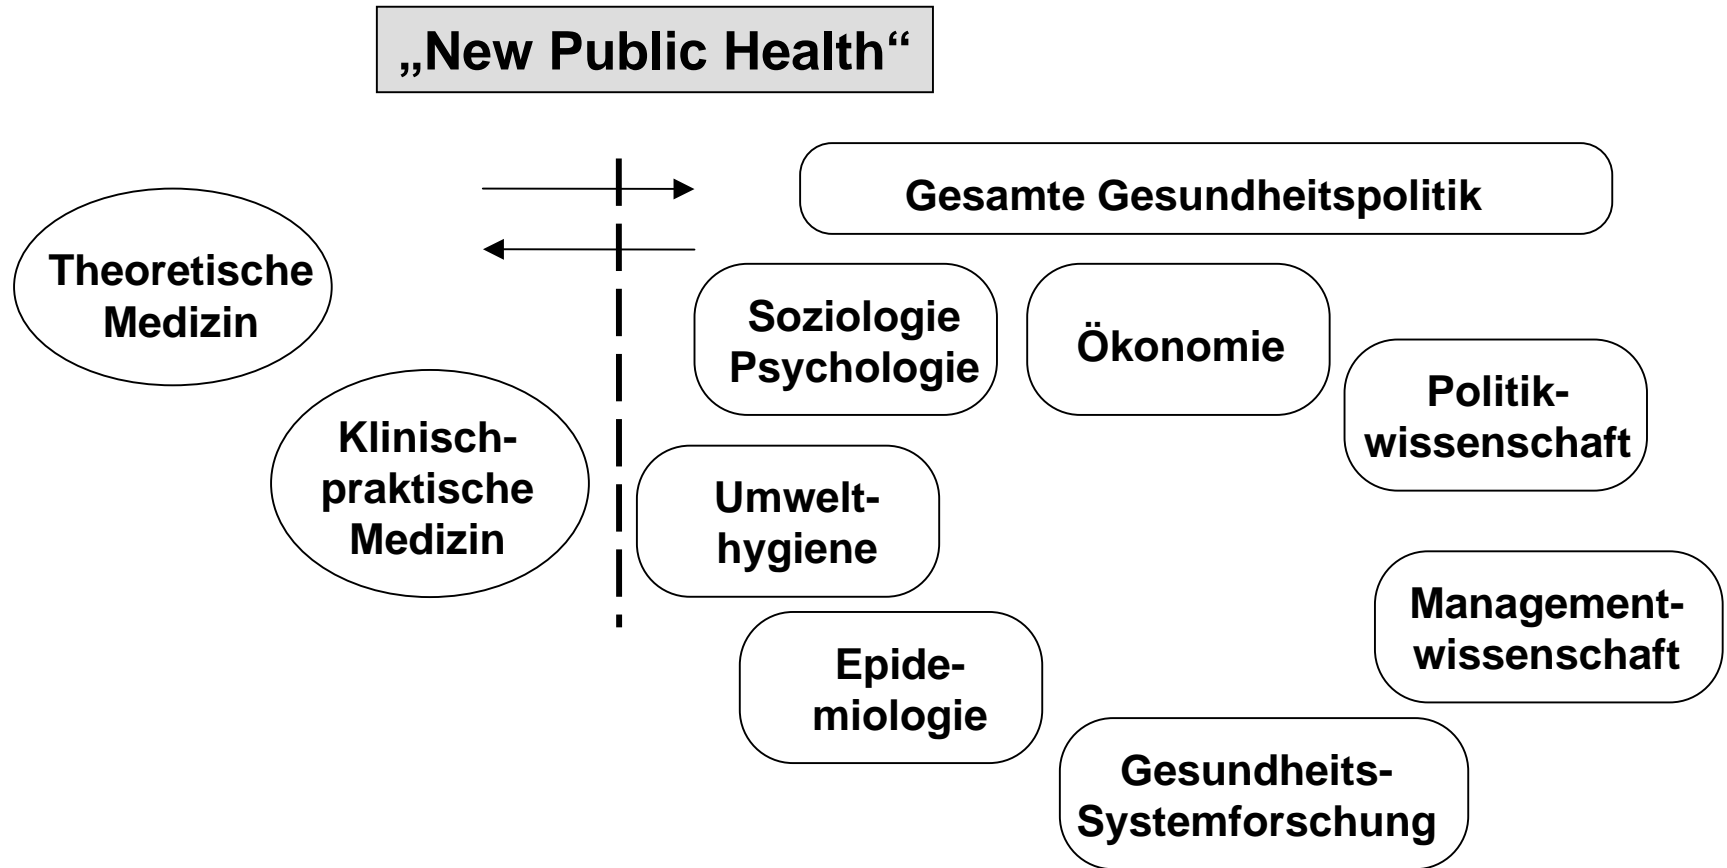 „New Public Health“
Gesamte Gesundheitspolitik
Theoretische
Medizin
Soziologie
Psychologie
Ökonomie
Politik-
wissenschaft
Klinisch-
praktische
Medizin
Umwelt-
hygiene
Management-
wissenschaft
Epide-
miologie
Gesundheits-
Systemforschung